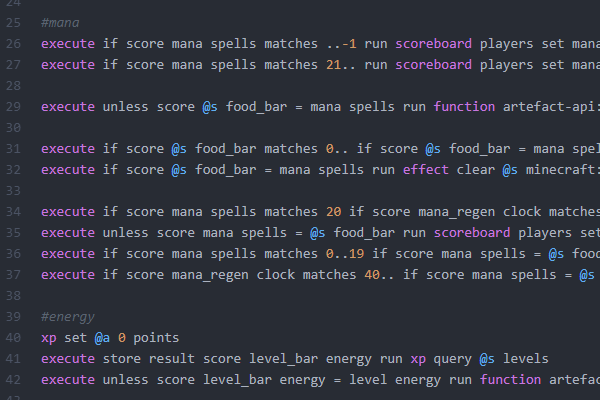 24
25 #mana
26 execute if score mana spells matches ..-1 run scoreboard players set mana
27 execute if score mana spells matches 21.. run scoreboard players set mana
28
29 execute unless score @s food_bar = mana spells run function artefact-api:
30
31 execute if score @s food_bar matches 0.. if score @s food_bar = mana spel
32 execute if score @s food_bar = mana spells run effect clear @s minecraft:
33
34 execute if score mana spells matches 20 if score mana_regen clock matches
35 execute unless score mana spells = @s food_bar run scoreboard players set
36 execute if score mana spells matches 0..19 if score mana spells = @s food
37 execute if score mana_regen clock matches 40.. if score mana spells = @s
38
39 #energy
40 xp set @a 0 points
41 execute store result score level_bar energy run xp query @s levels
42 execute unless score level_bar energy = level energy run function artefac